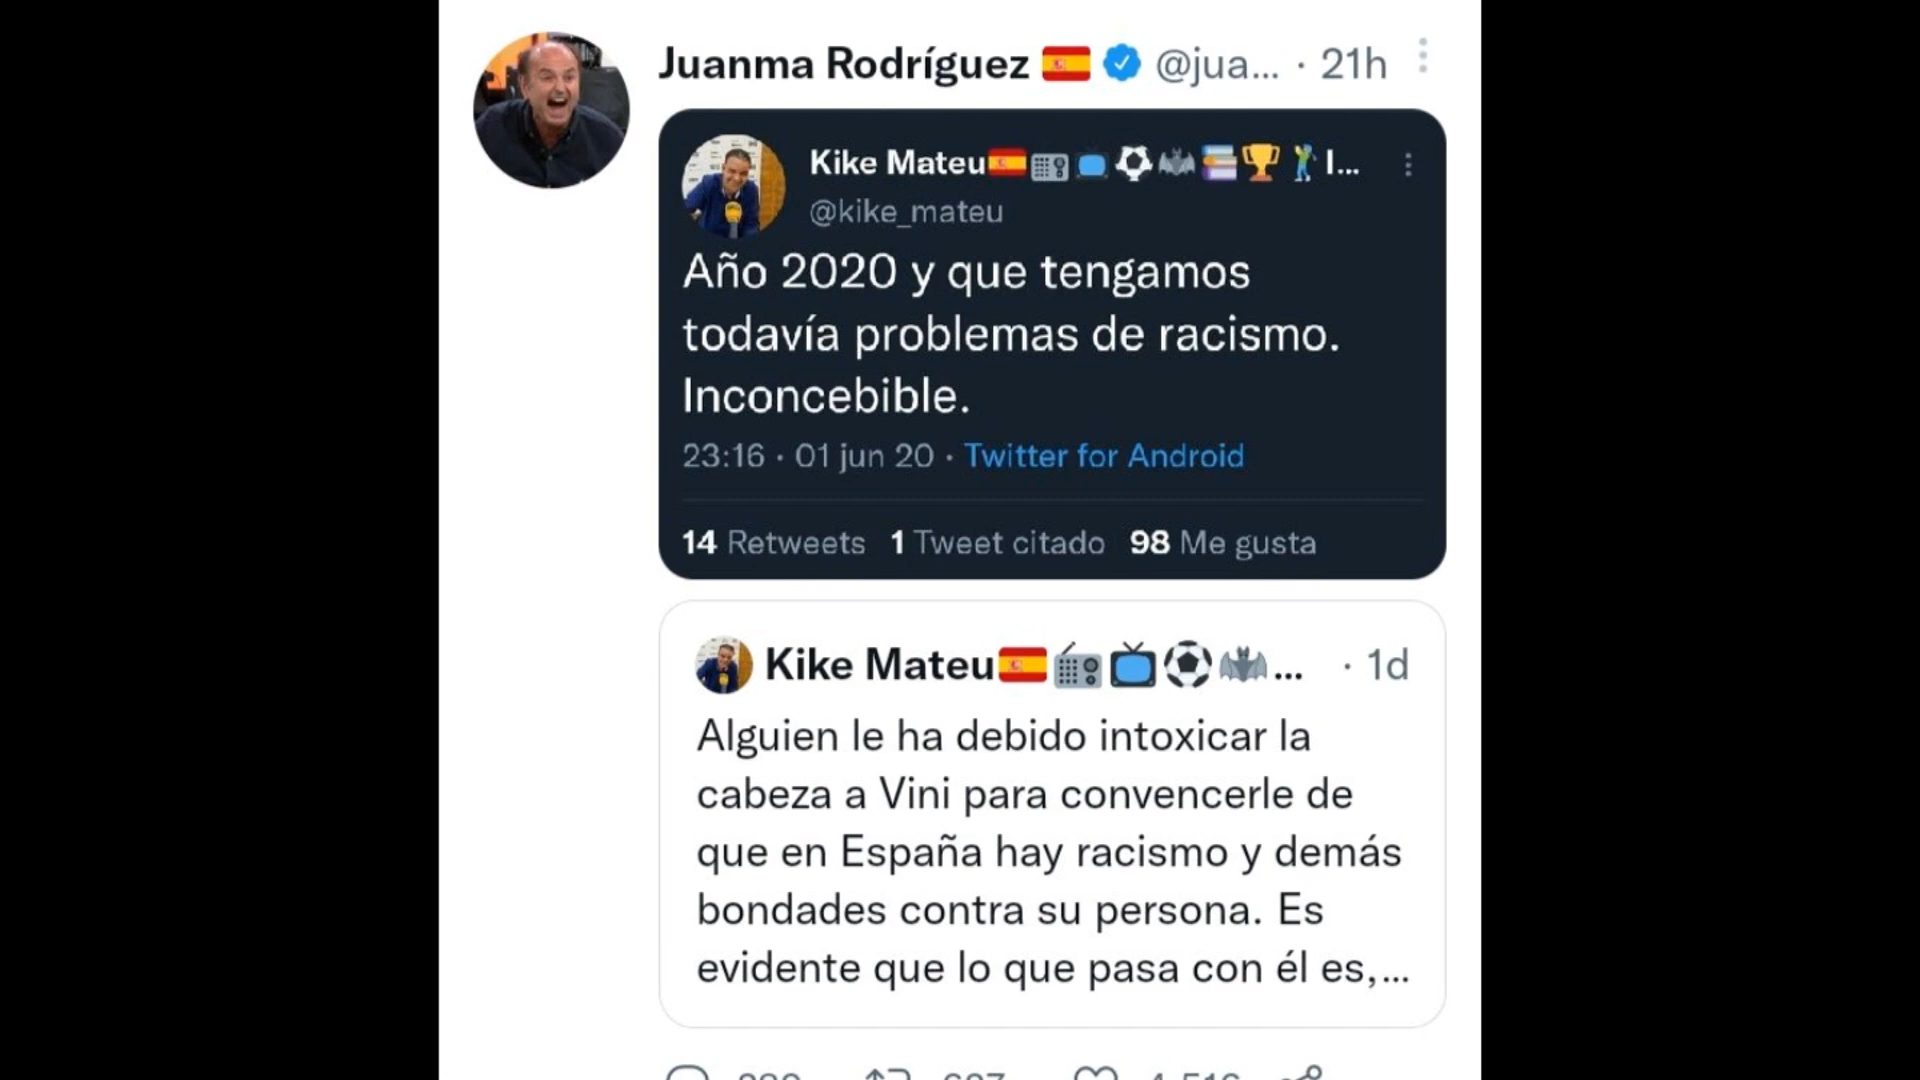 Juanma Rodríguez @jua... · 21h
Kike Mateu I...
@kike_mateu
Año 2020 y que tengamos
todavía problemas de racismo.
Inconcebible.
23:16 · 01 jun 20 · Twitter for Android
14 Retweets 1 Tweet citado 98 Me gusta
Kike Mateu ... · 1d
Alguien le ha debido intoxicar la
cabeza a Vini para convencerle de
que en España hay racismo y demás
bondades contra su persona. Es
evidente que lo que pasa con él es,...